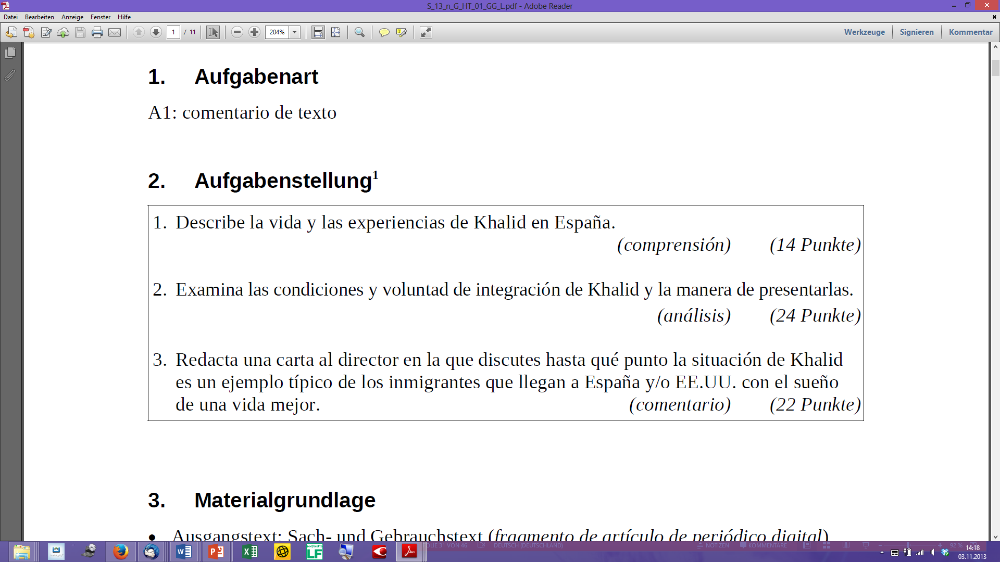 S_13_n_G_HT_01_GG_L.pdf - Adobe Reader
Datei Bearbeiten Anzeige Fenster Hilfe
1 / 11 204% Werkzeuge Signieren Kommentar
1. Aufgabenart
A1: comentario de texto
2. Aufgabenstellung1
1. Describe la vida y las experiencias de Khalid en España.
(comprensión) (14 Punkte)
2. Examina las condiciones y voluntad de integración de Khalid y la manera de presentarlas.
(análisis) (24 Punkte)
3. Redacta una carta al director en la que discutes hasta qué punto la situación de Khalid
es un ejemplo típico de los inmigrantes que llegan a España y/o EE.UU. con el sueño
de una vida mejor. (comentario) (22 Punkte)
3. Materialgrundlage
• Ausgangstext: Sach- und Gebrauchstext (fragmento de artículo de periódico digital)
FOLIE 31 VON 46 DEUTSCH (DEUTSCHLAND) NOTIZEN KOMMENTARE 92 %
14:18
03.11.2013